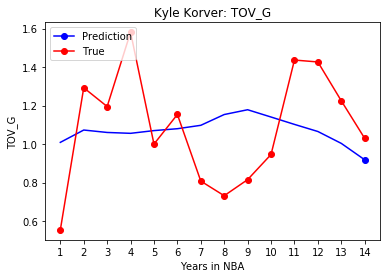 Kyle Korver: TOV_G
Prediction
True
TOV_G
1.6
1.4
1.2
1.0
0.8
0.6
1 2 3 4 5 6 7 8 9 10 11 12 13 14
Years in NBA